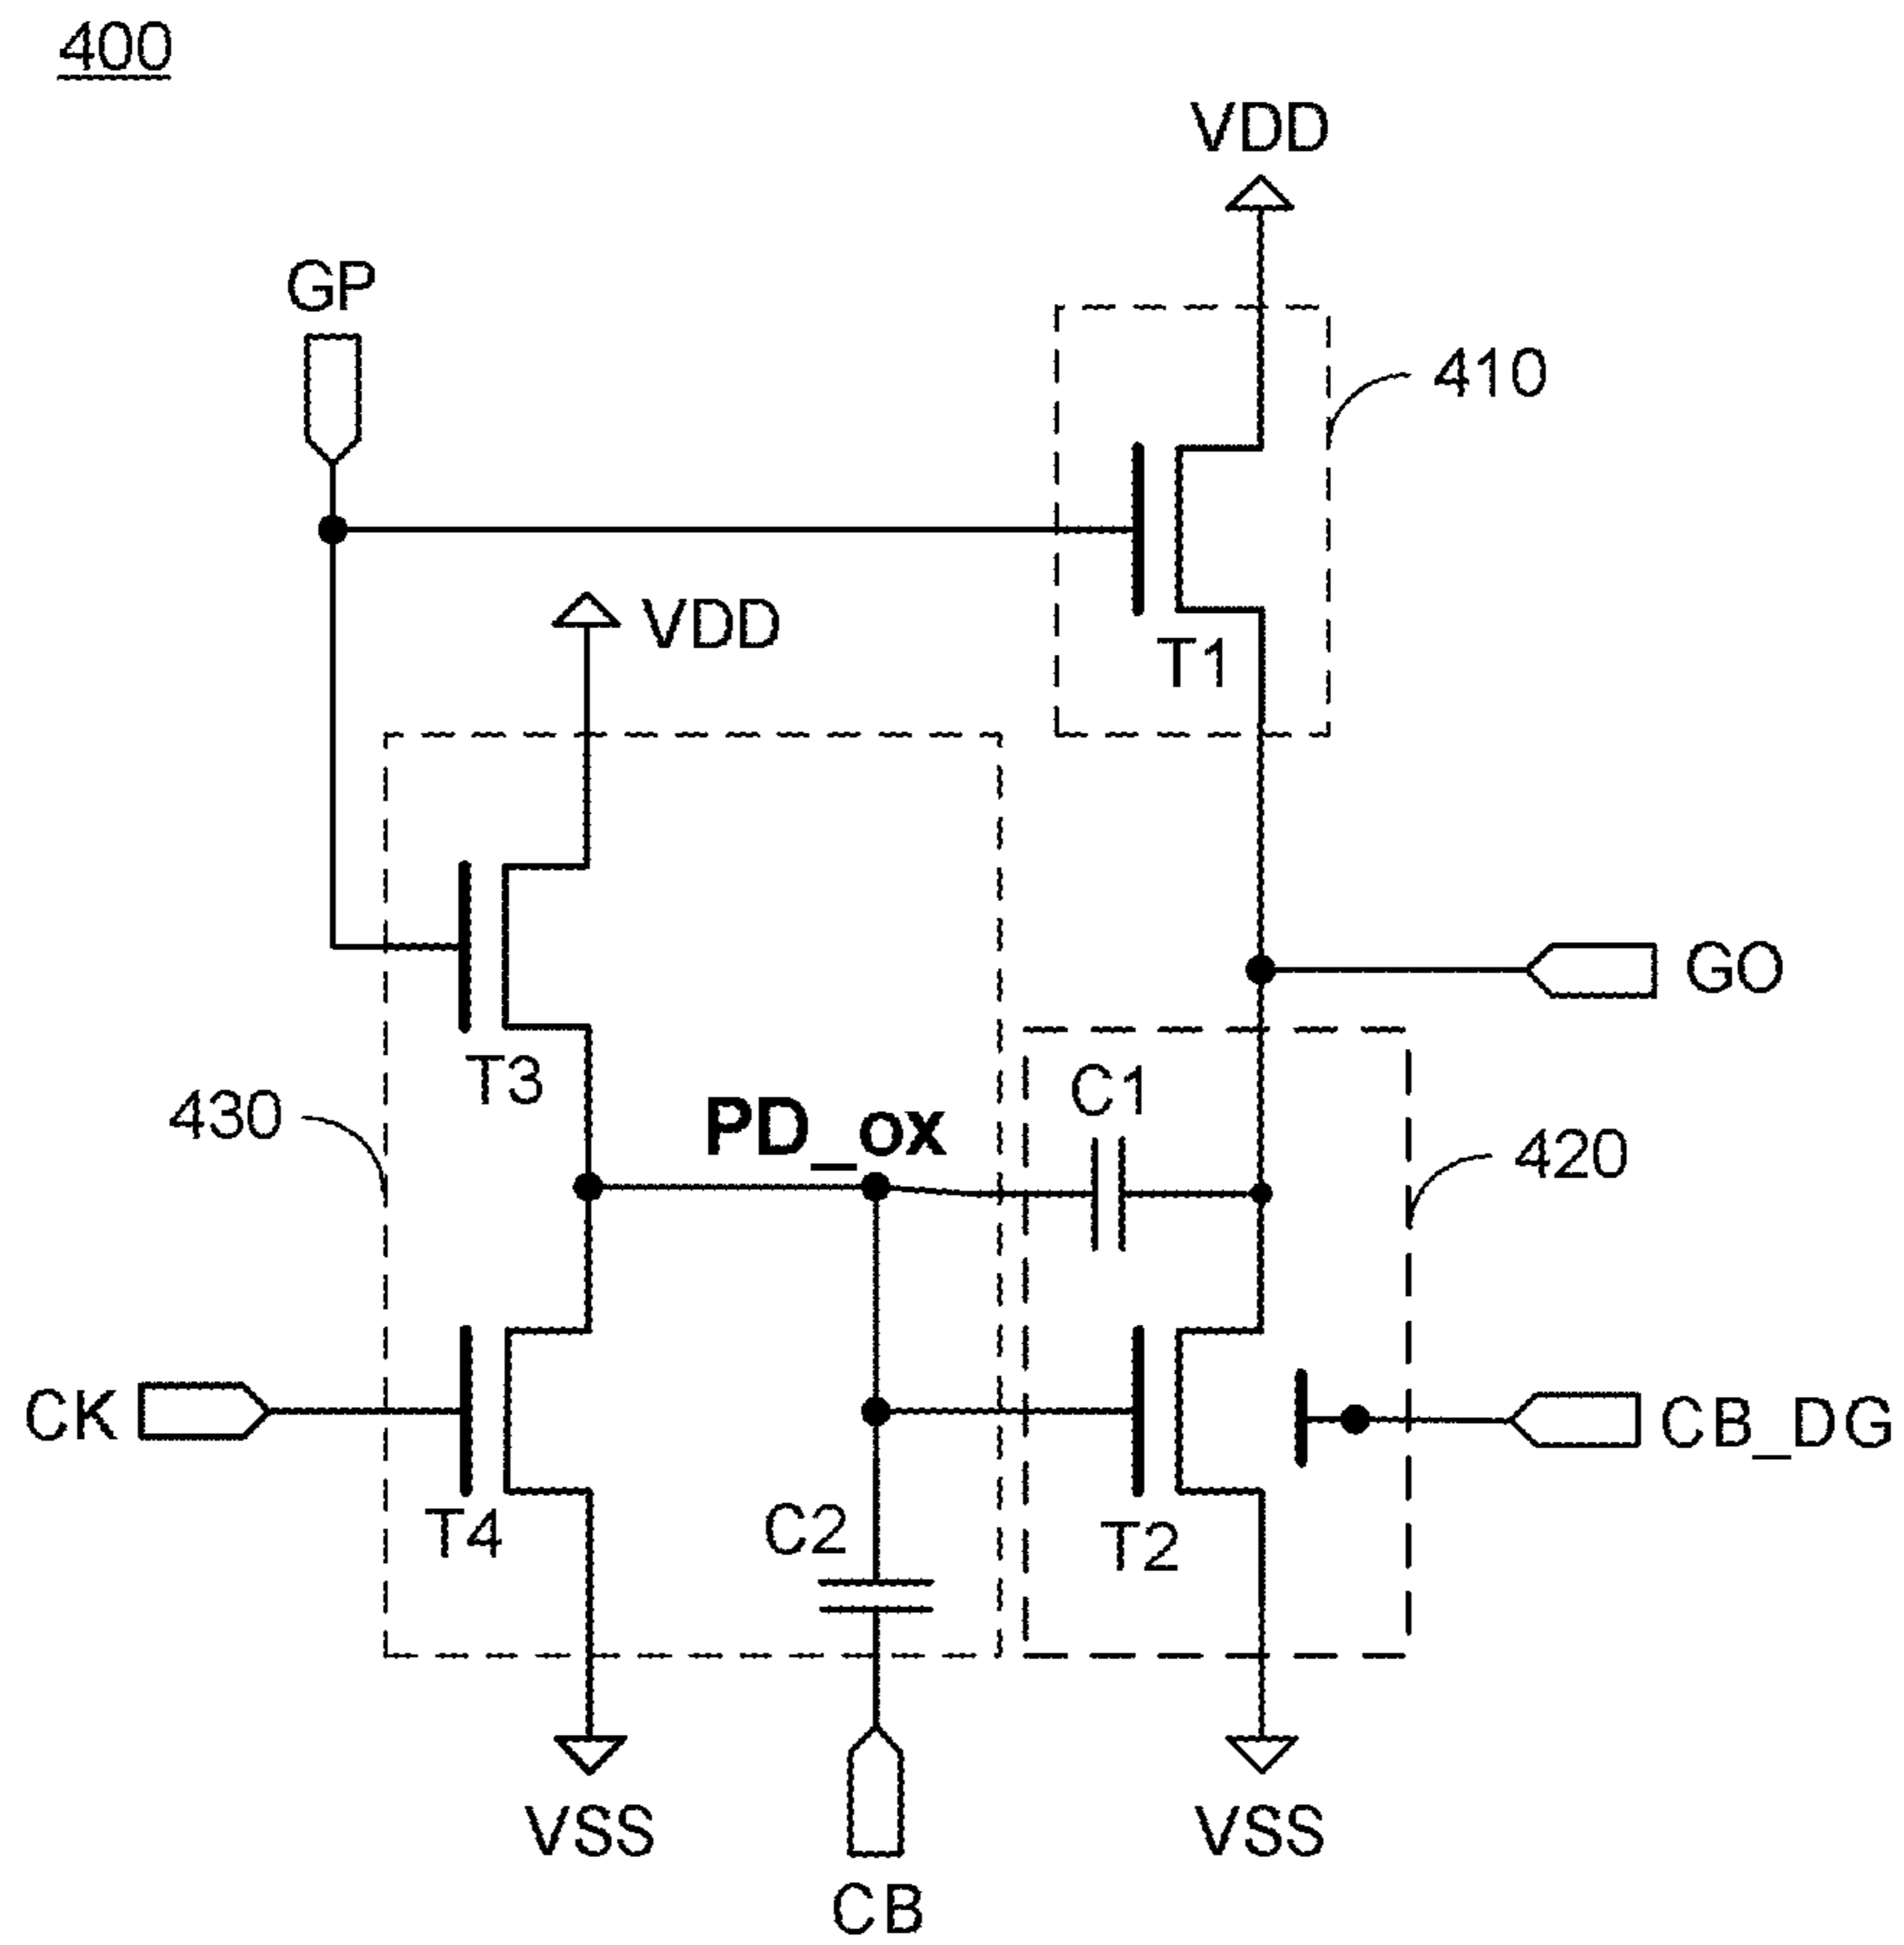 400
VDD
GP
410
T1
VDD
GO
T3
C1
430
PD_ox
420
CK
CB_DG
T4
C2
T2
VSS
VSS
CB